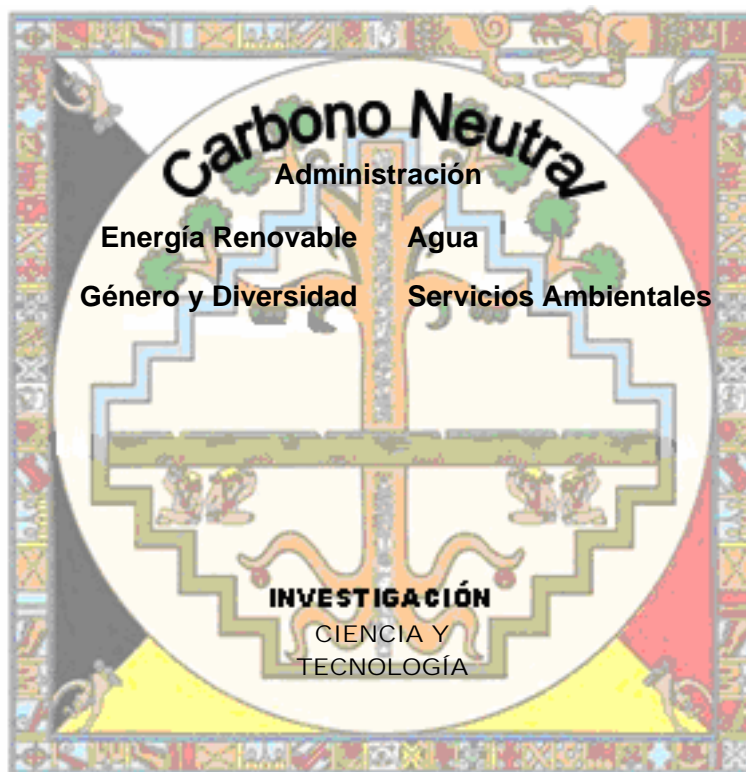 Carbono Neutral
Administración
Energía Renovable Agua
Género y Diversidad Servicios Ambientales
INVESTIGACIÓN
CIENCIA Y
TECNOLOGÍA